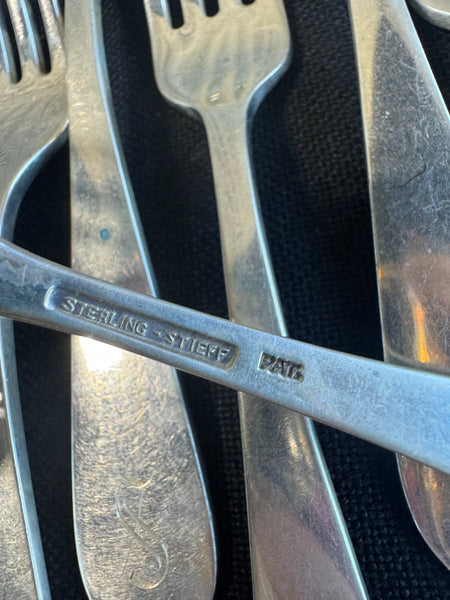 STERLING - STIEFF PAT.